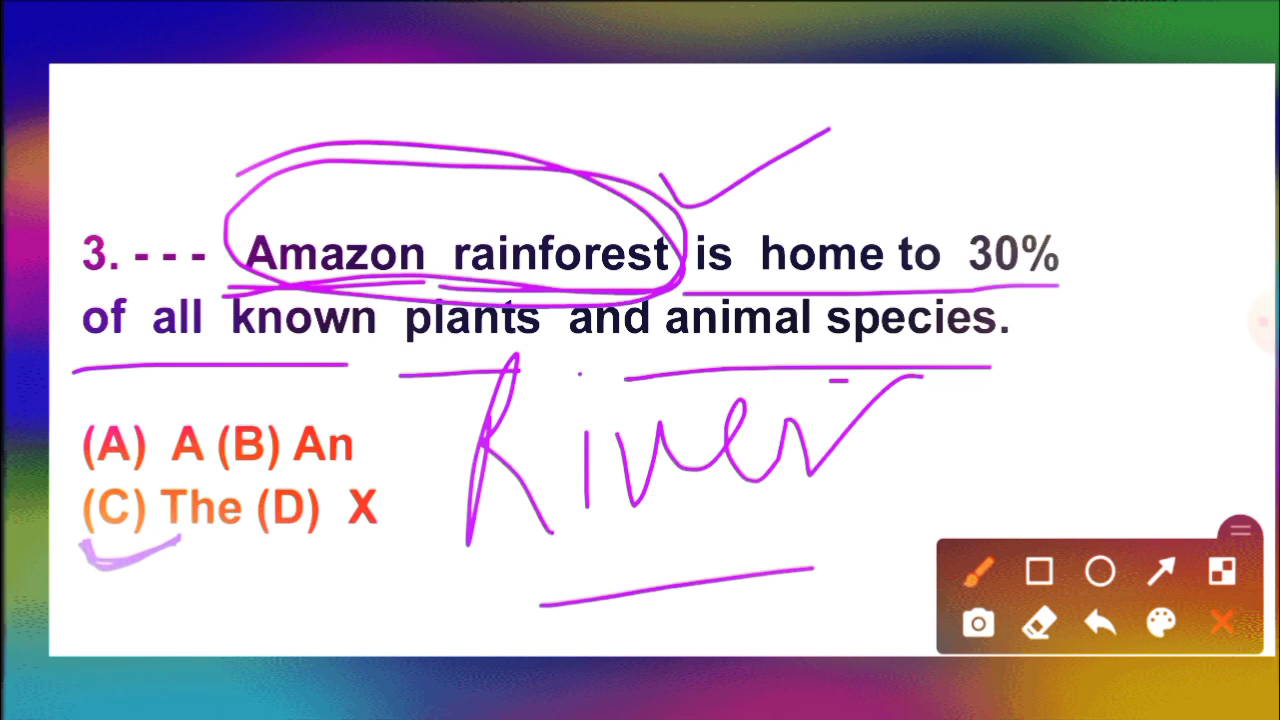 3. - - - Amazon rainforest is home to 30%
of all known plants and animal species.
River
(A) A (B) An
(C) The (D) X